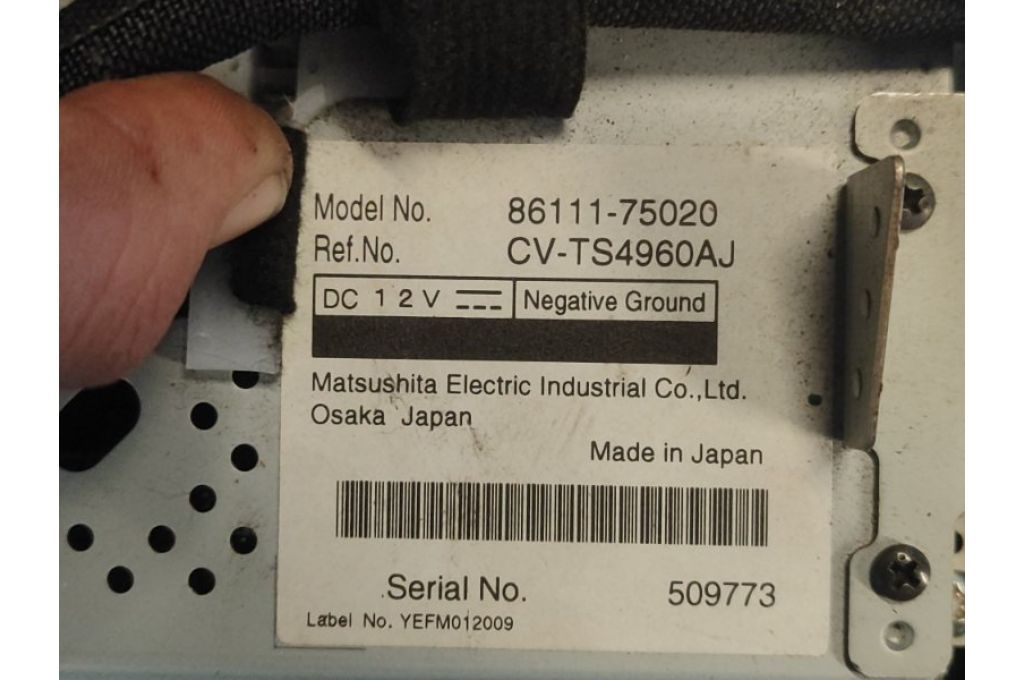 Model No. 86111-75020
Ref.No. CV-TS4960AJ
DC 12V Negative Ground
Matsushita Electric Industrial Co.,Ltd.
Osaka Japan
Made in Japan
Serial No. 509773
Label No. YEFM012009